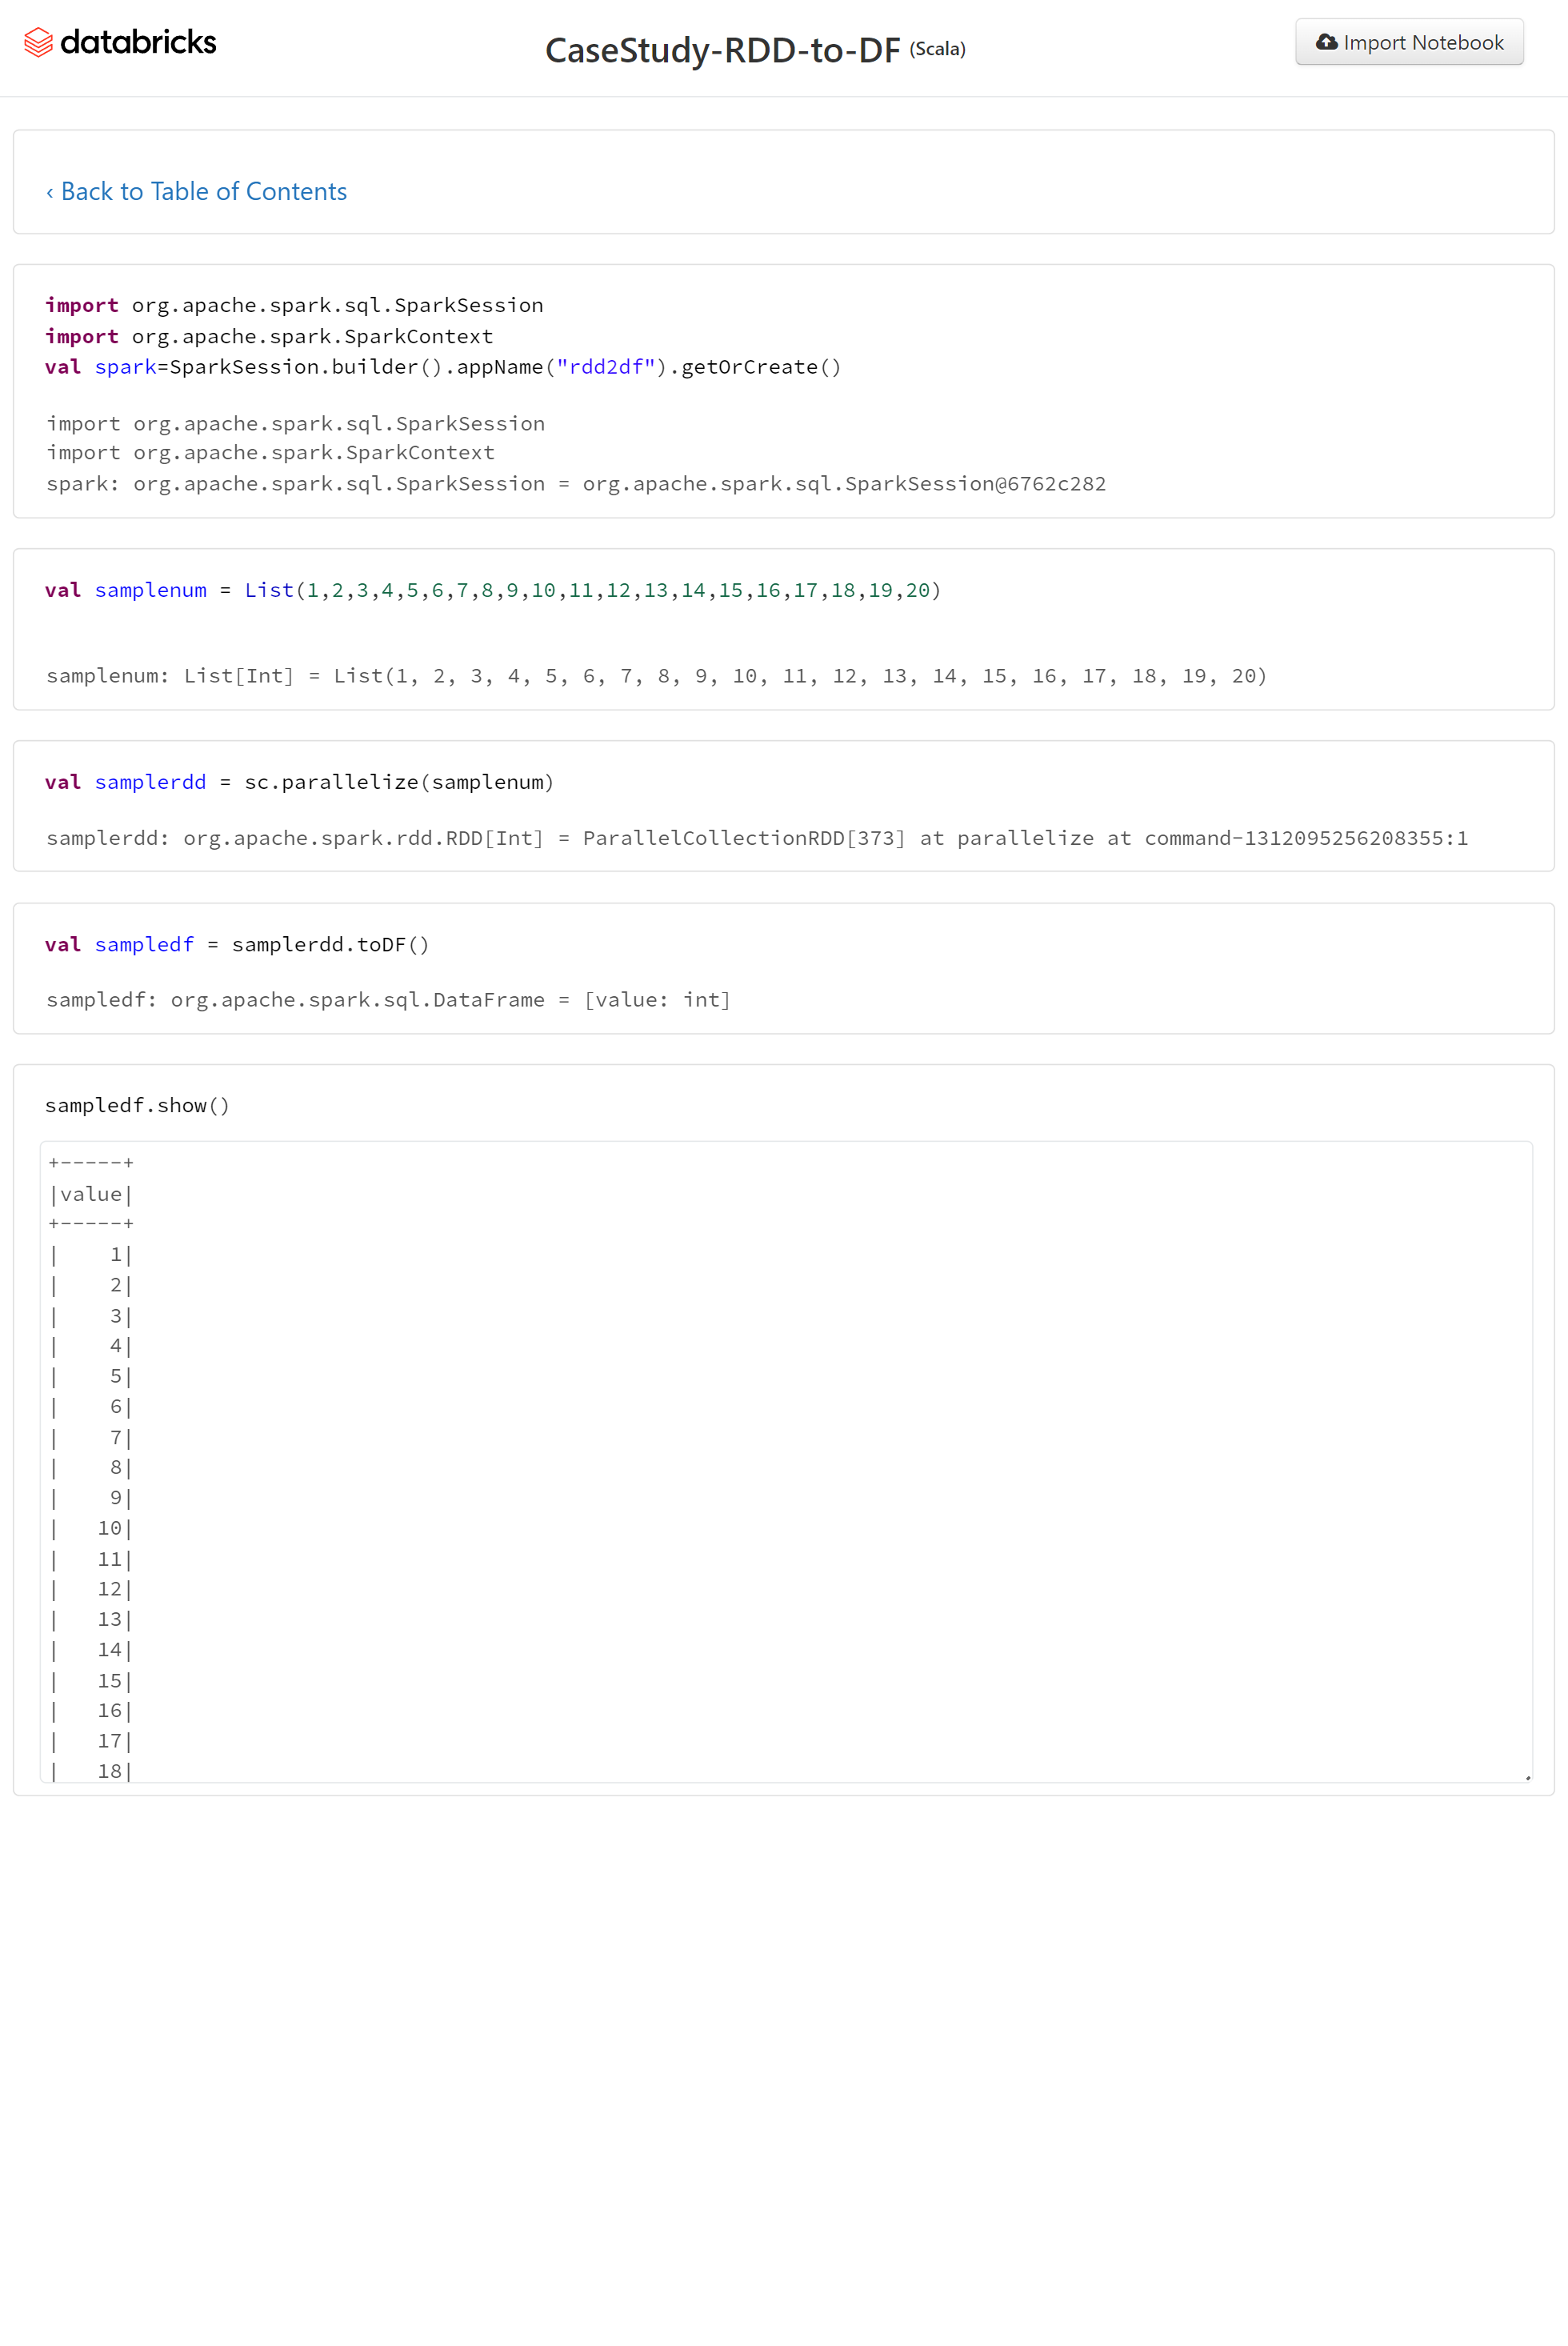 databricks
CaseStudy-RDD-to-DF (Scala)
Import Notebook
‹ Back to Table of Contents
import org.apache.spark.sql.SparkSession
import org.apache.spark.SparkContext
val spark=SparkSession.builder().appName("rdd2df").getOrCreate()
import org.apache.spark.sql.SparkSession
import org.apache.spark.SparkContext
spark: org.apache.spark.sql.SparkSession = org.apache.spark.sql.SparkSession@6762c282
val samplenum = List(1,2,3,4,5,6,7,8,9,10,11,12,13,14,15,16,17,18,19,20)
samplenum: List[Int] = List(1, 2, 3, 4, 5, 6, 7, 8, 9, 10, 11, 12, 13, 14, 15, 16, 17, 18, 19, 20)
val samplerdd = sc.parallelize(samplenum)
samplerdd: org.apache.spark.rdd.RDD[Int] = ParallelCollectionRDD[373] at parallelize at command-1312095256208355:1
val sampledf = samplerdd.toDF()
sampledf: org.apache.spark.sql.DataFrame = [value: int]
sampledf.show()
+-----+
|value|
+-----+
|    1|
|    2|
|    3|
|    4|
|    5|
|    6|
|    7|
|    8|
|    9|
|   10|
|   11|
|   12|
|   13|
|   14|
|   15|
|   16|
|   17|
|   18|